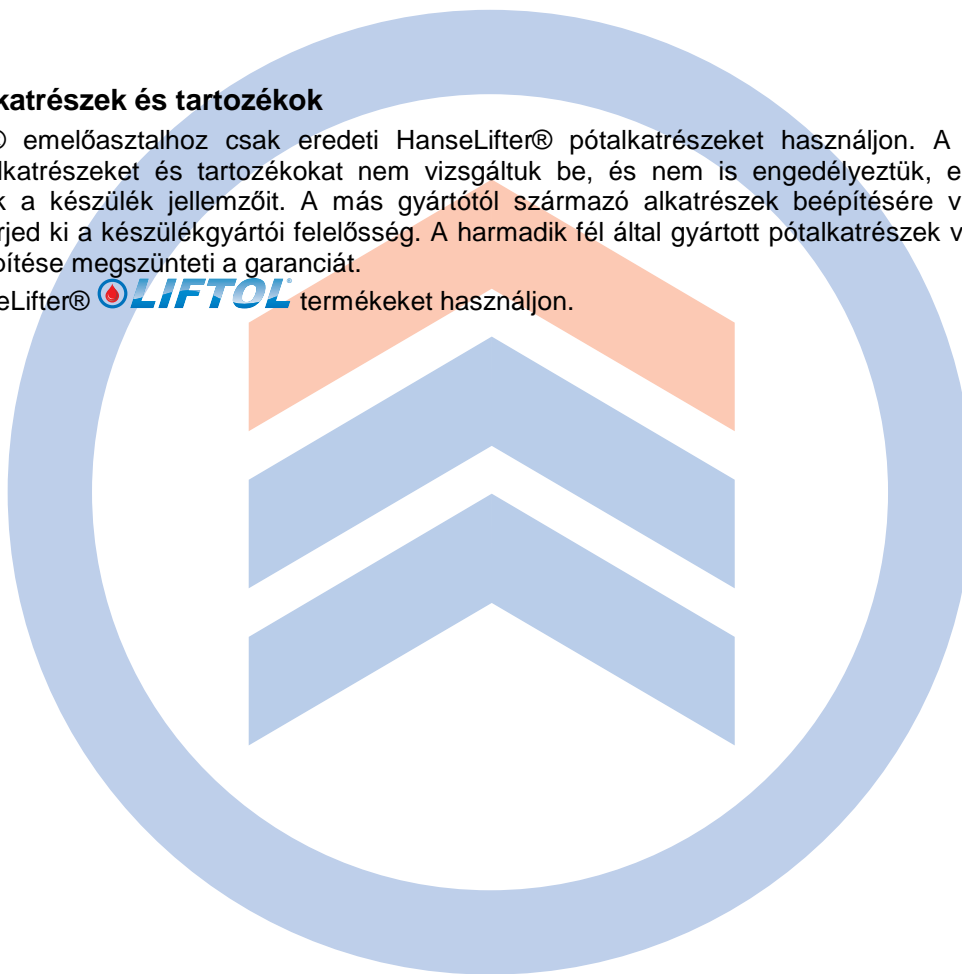 katrészek és tartozékok
® emelőasztalhoz csak eredeti HanseLifter® pótalkatrészeket használjon. A
lkatrészeket és tartozékokat nem vizsgáltuk be, és nem is engedélyeztük, e
k a készülék jellemzőit. A más gyártótól származó alkatrészek beépítésére v
rjed ki a készülékgyártói felelősség. A harmadik fél által gyártott pótalkatrészek v
pítése megszünteti a garanciát.
eLifter® LIFTOL® termékeket használjon.